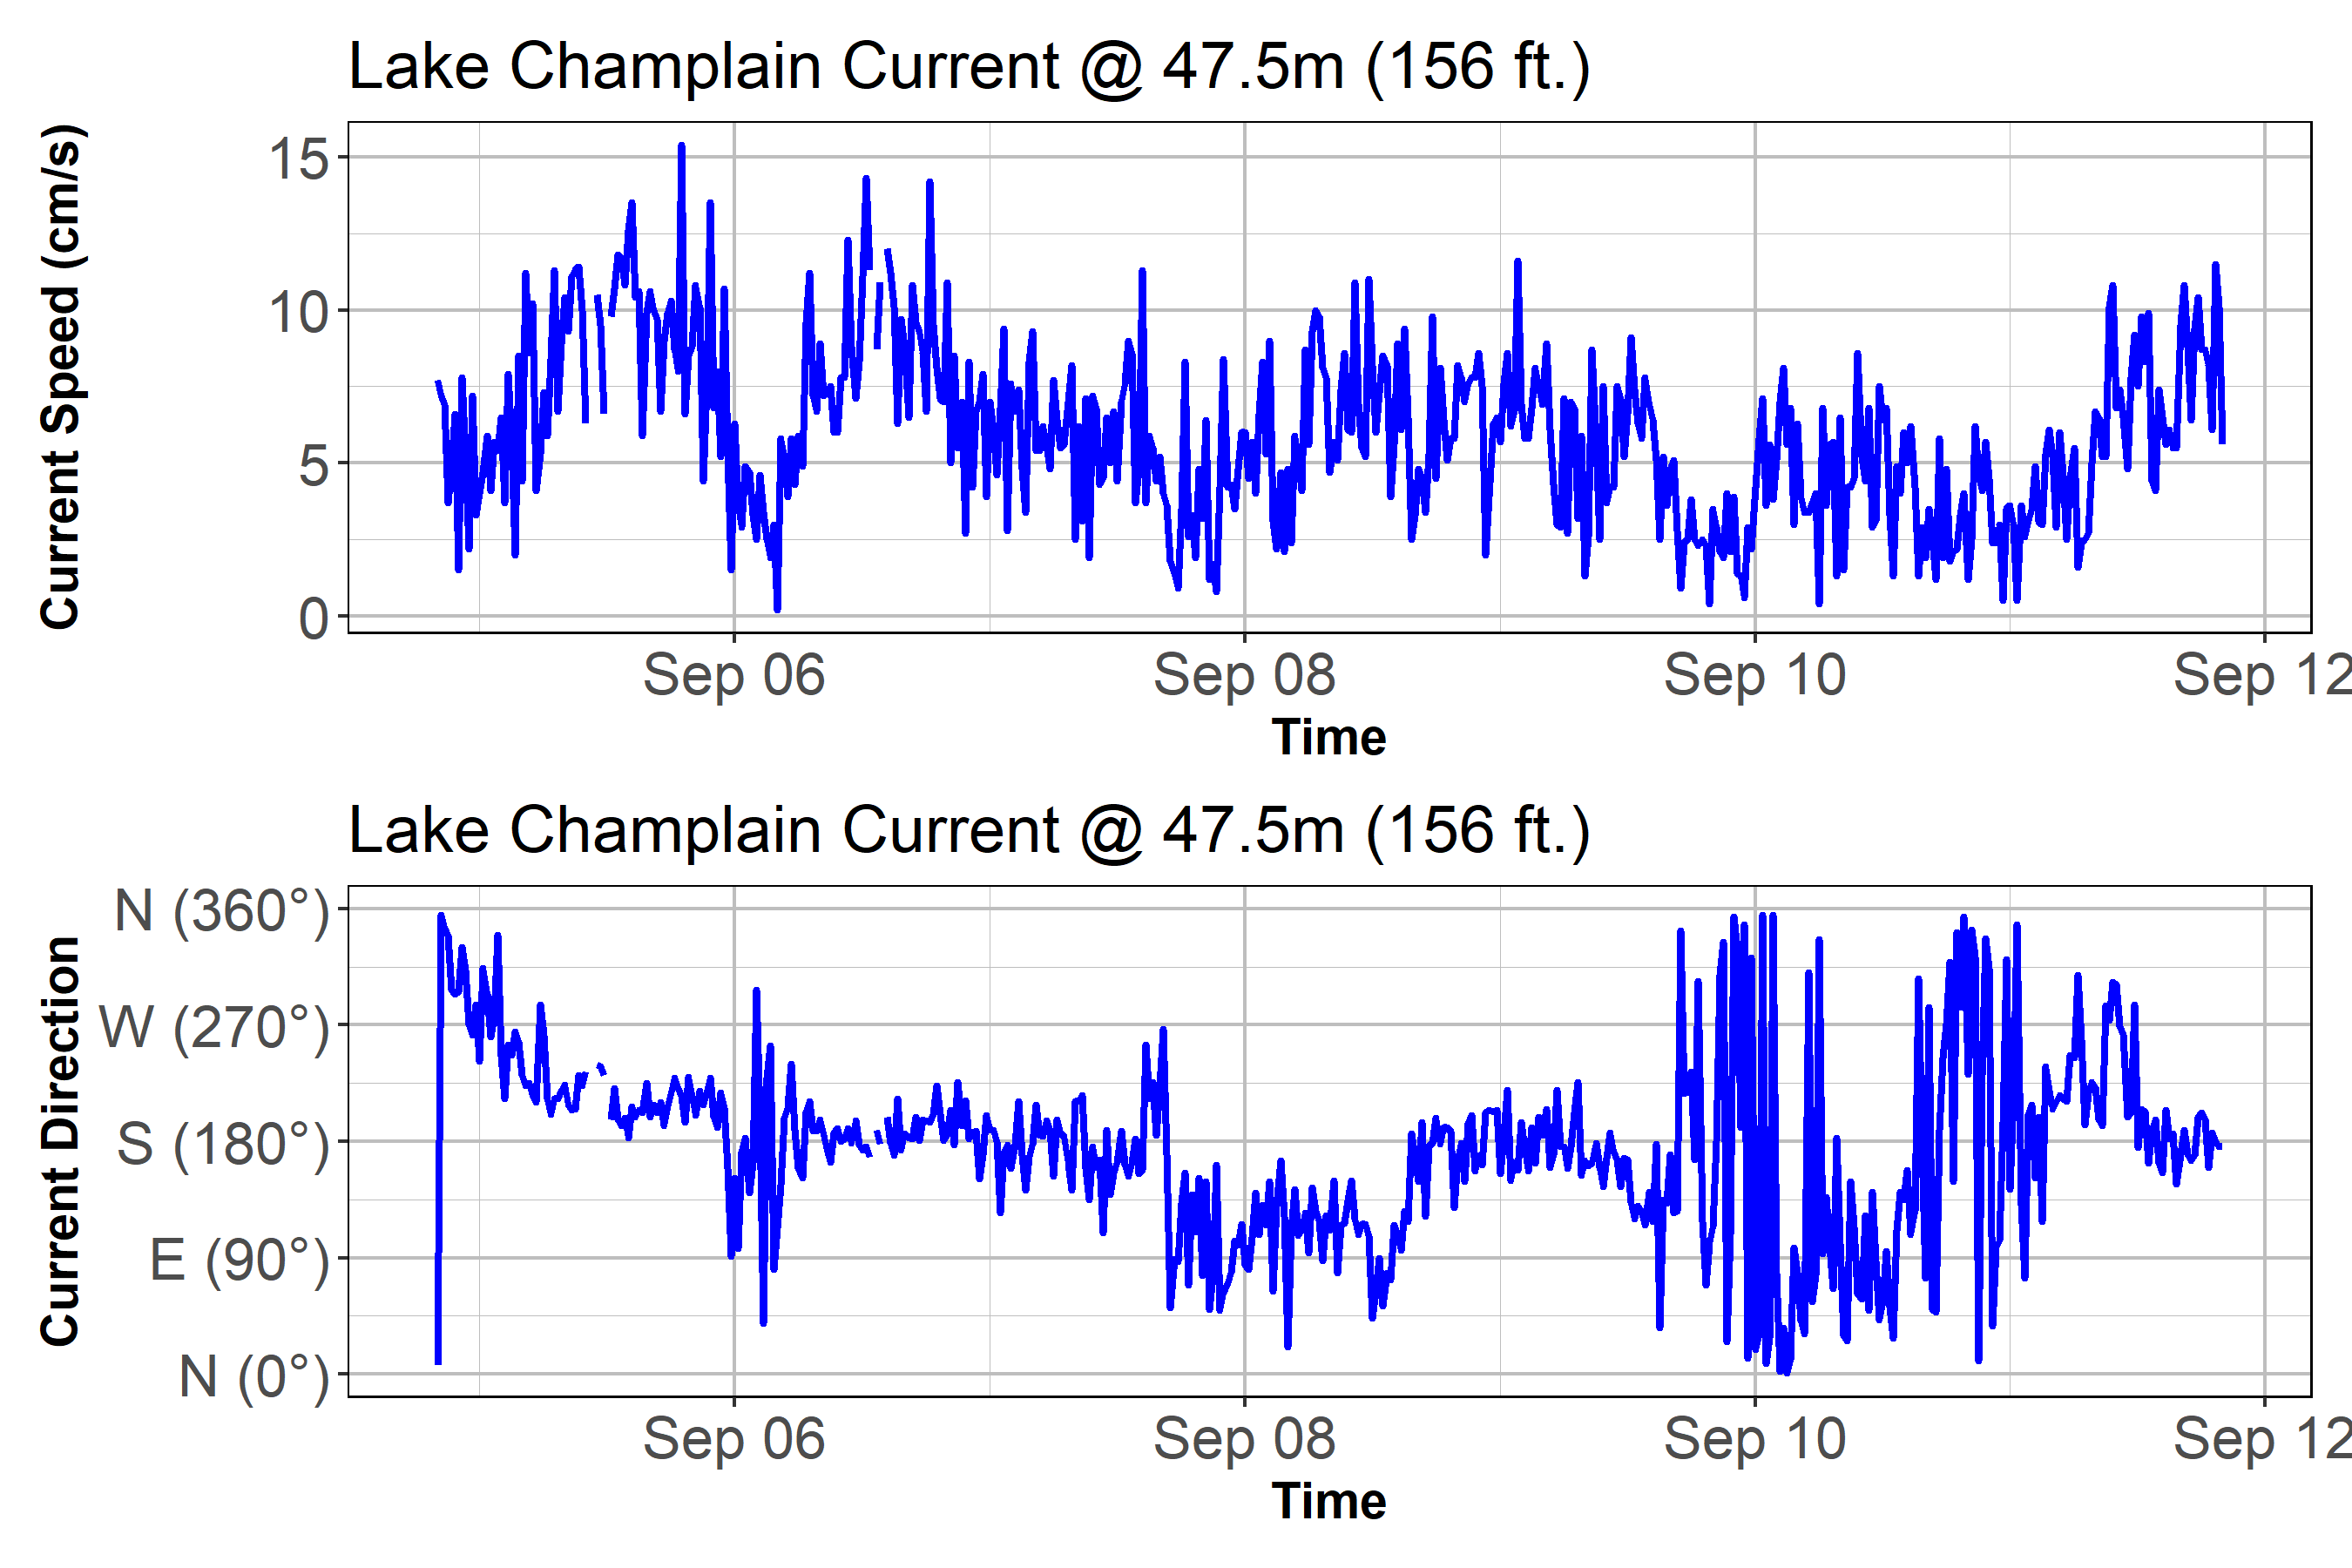 Lake Champlain Current @ 47.5m (156 ft.)
Current Speed (cm/s)
15
10
5
0
Sep 06 Sep 08 Sep 10 Sep 12
Time
Lake Champlain Current @ 47.5m (156 ft.)
Current Direction
N (360°)
W (270°)
S (180°)
E (90°)
N (0°)
Sep 06 Sep 08 Sep 10 Sep 12
Time